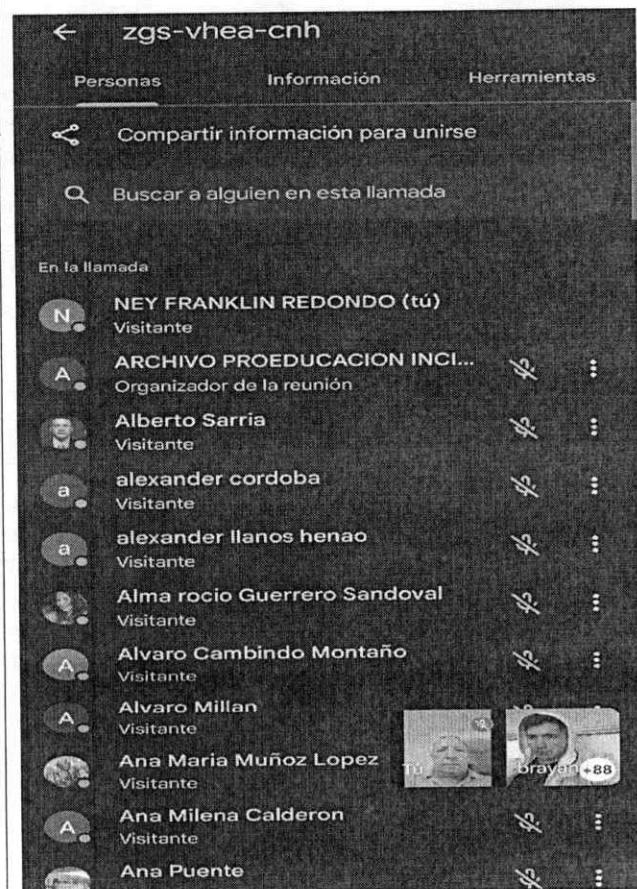 zgs-vhea-cnh
Personas Información Herramientas
Compartir información para unirse
Buscar a alguien en esta llamada
En la llamada
N NEY FRANKLIN REDONDO (tú)
Visitante
A ARCHIVO PROEDUCACION INCI...
Organizador de la reunión
Alberto Sarria
Visitante
a alexander cordoba
Visitante
a alexander llanos henao
Visitante
Alma rocio Guerrero Sandoval
Visitante
A Alvaro Cambindo Montaño
Visitante
A Alvaro Millan
Visitante
Ana Maria Muñoz Lopez
Visitante
Tú brayan +88
A Ana Milena Calderon
Visitante
Ana Puente